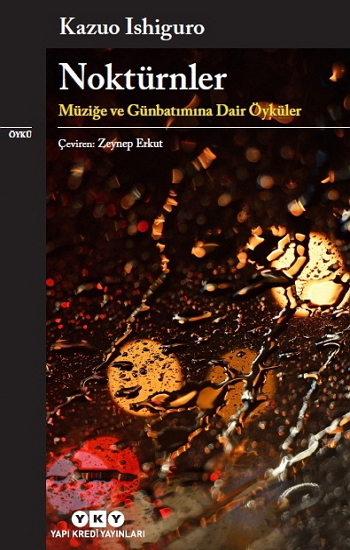 Kazuo Ishiguro
Noktürnler
Müziğe ve Günbatımına Dair Öyküler
ÖYKÜ
Çeviren: Zeynep Erkut
YKY
YAPI KREDİ YAYINLARI